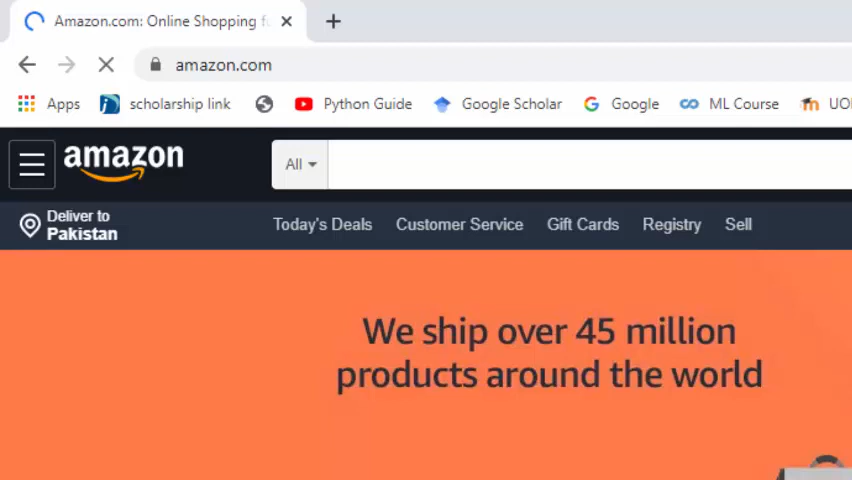 Amazon.com: Online Shopping
amazon.com
Apps scholarship link Python Guide Google Scholar Google ML Course
amazon
All
Deliver to
Pakistan
Today's Deals Customer Service Gift Cards Registry Sell
We ship over 45 million
products around the world